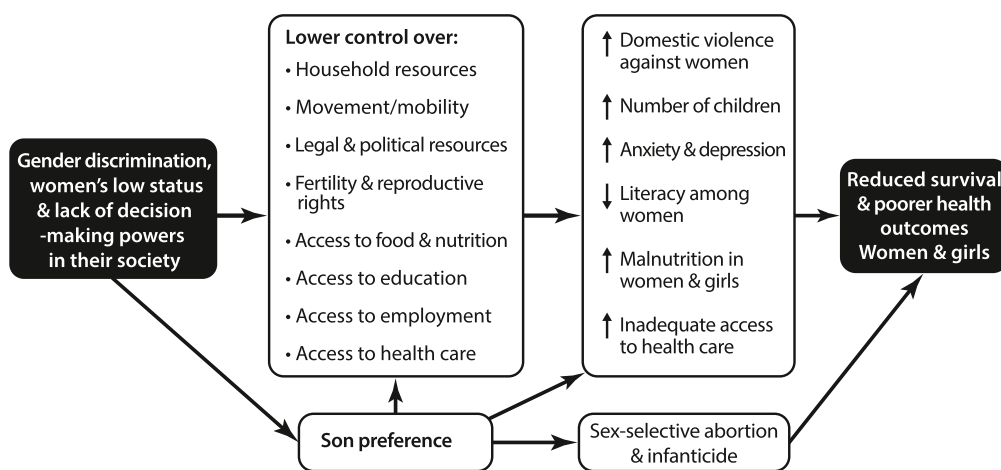 Gender discrimination,
women's low status
& lack of decision
-making powers
in their society
Lower control over:
• Household resources
• Movement/mobility
• Legal & political resources
• Fertility & reproductive
rights
• Access to food & nutrition
• Access to education
• Access to employment
• Access to health care
↑ Domestic violence
against women
↑ Number of children
↑ Anxiety & depression
↓ Literacy among
women
↑ Malnutrition in
women & girls
↑ Inadequate access
to health care
Reduced survival
& poorer health
outcomes
Women & girls
Son preference
Sex-selective abortion
& infanticide